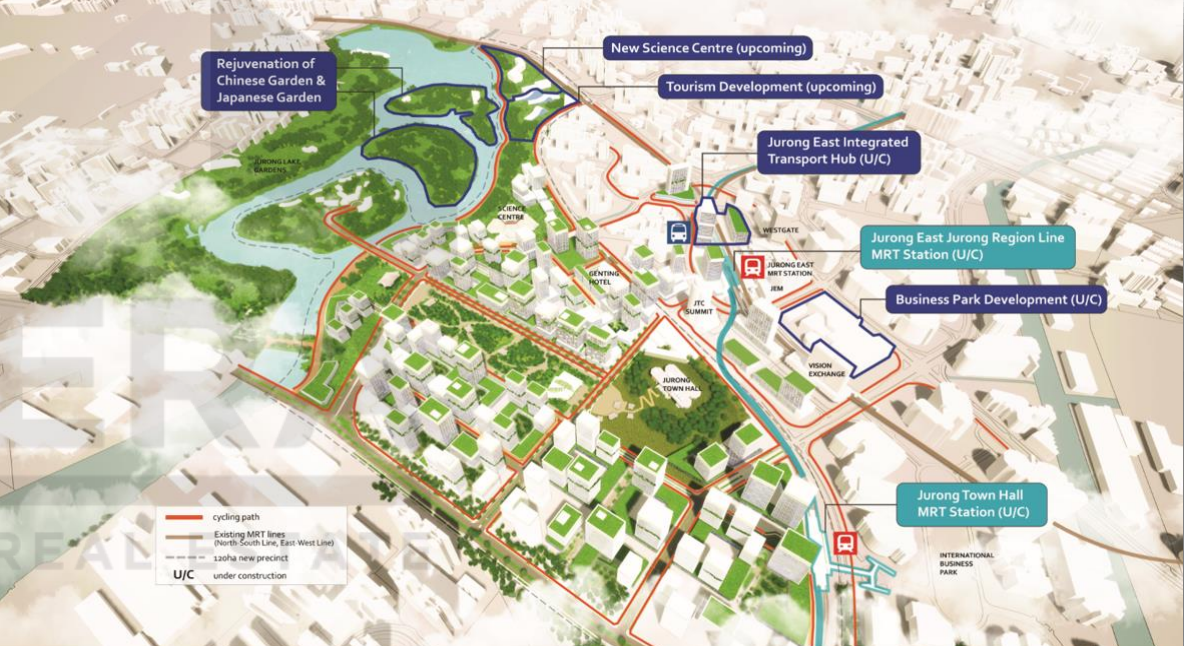 New Science Centre (upcoming)
Rejuvenation of
Chinese Garden &
Japanese Garden
Tourism Development (upcoming)
Jurong East Integrated
Transport Hub (U/C)
JURONG LAKE
GARDENS
SCIENCE
CENTRE
WESTGATE
Jurong East Jurong Region Line
MRT Station (U/C)
JURONG EAST
MRT STATION
GENTING
HOTEL
JEM
Business Park Development (U/C)
JTC
SUMMIT
VISION
EXCHANGE
JURONG
TOWN HALL
ERA
REAL ESTATE
Jurong Town Hall
MRT Station (U/C)
cycling path
Existing MRT lines
(North-South Line, East-West Line)
120ha new precinct
U/C under construction
INTERNATIONAL
BUSINESS
PARK